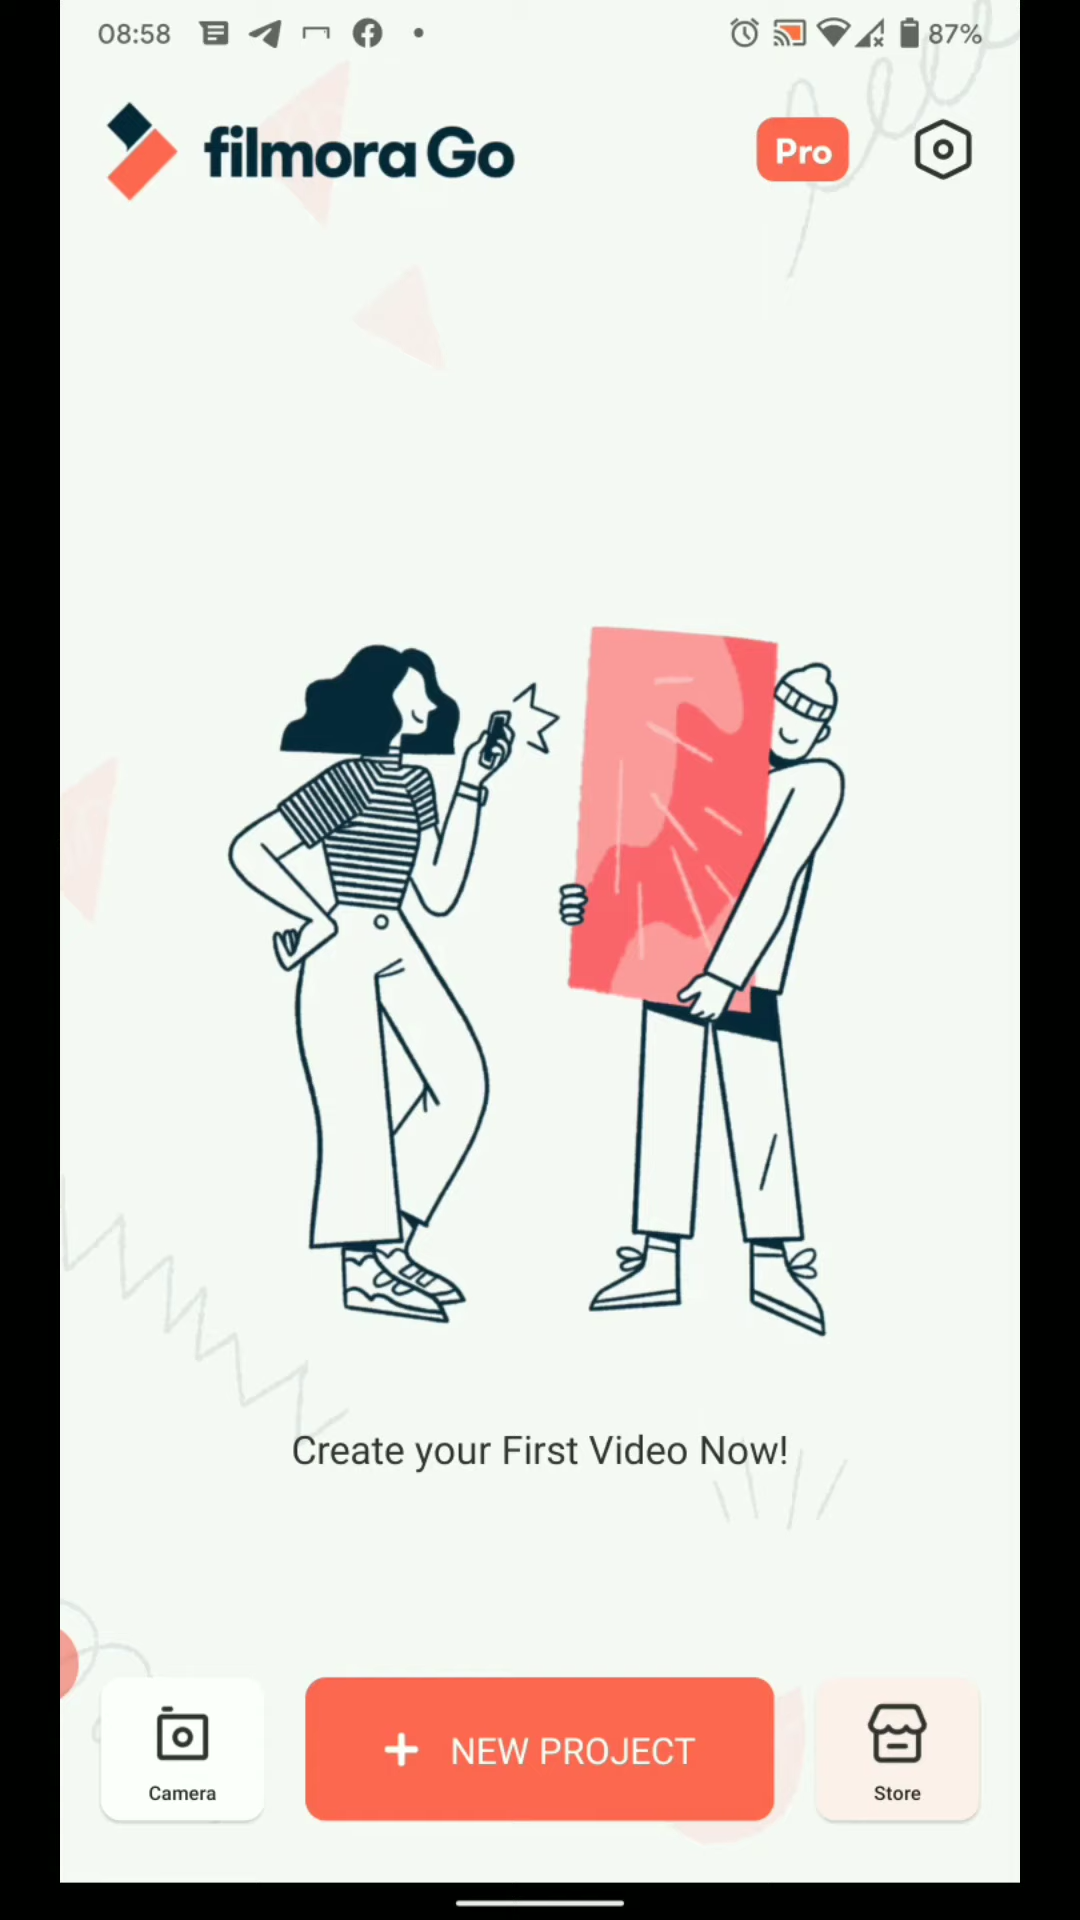 08:58
87%
filmora Go
Pro
Create your First Video Now!
Camera
+ NEW PROJECT
Store